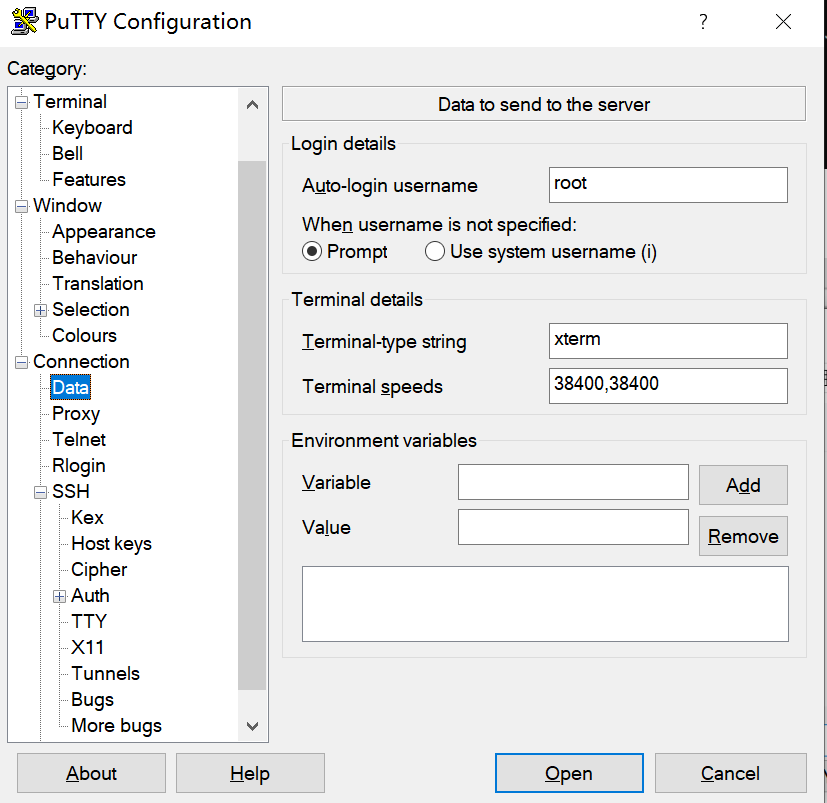 PuTTY Configuration
?
Category:
Terminal
Keyboard
Bell
Features
Window
Appearance
Behaviour
Translation
Selection
Colours
Connection
Data
Proxy
Telnet
Rlogin
SSH
Kex
Host keys
Cipher
Auth
TTY
X11
Tunnels
Bugs
More bugs
Data to send to the server
Login details
Auto-login username root
When username is not specified:
Prompt Use system username (i)
Terminal details
Terminal-type string xterm
Terminal speeds 38400,38400
Environment variables
Variable Add
Value Remove
About Help Open Cancel